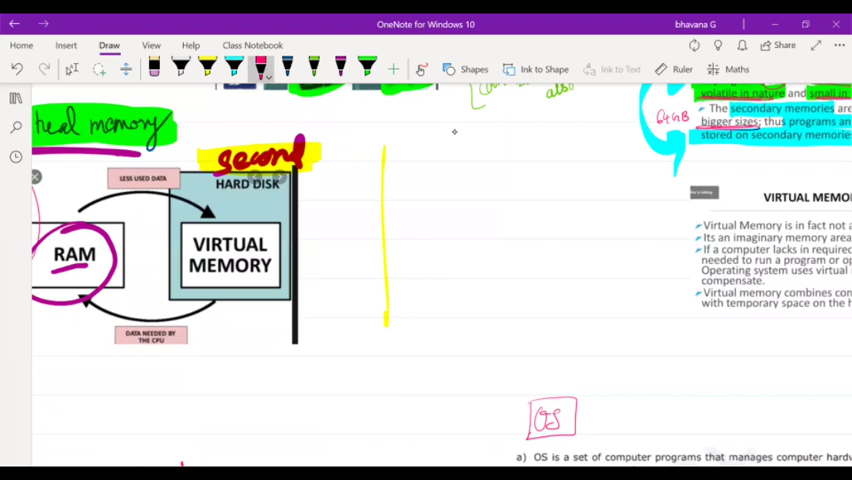 OneNote for Windows 10
bhavana G
Home Insert Draw View Help Class Notebook
Share
Shapes Ink to Shape Ink to Text Ruler Maths
also
volatile in nature and small in
The secondary memories are
64GB
bigger sizes; thus programs an
stored on secondary memories
real memory
second
LESS USED DATA
HARD DISK
RAM
VIRTUAL
MEMORY
DATA NEEDED BY
THE CPU
VIRTUAL MEMO
Virtual Memory is in fact not a
Its an imaginary memory area
If a computer lacks in required
needed to run a program or op
Operating system uses virtual
compensate.
Virtual memory combines com
with temporary space on the h
OS
a) OS is a set of computer programs that manages computer hardw